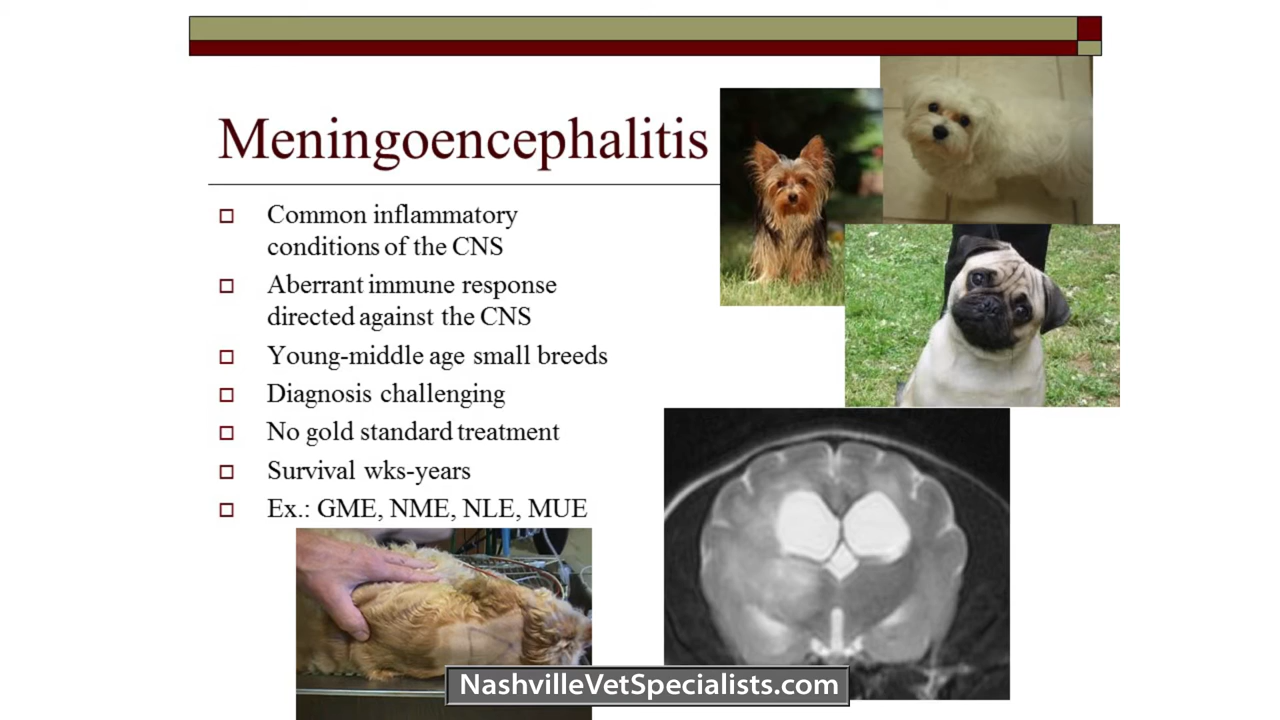 Meningoencephalitis
Common inflammatory
conditions of the CNS
Aberrant immune response
directed against the CNS
Young-middle age small breeds
Diagnosis challenging
No gold standard treatment
Survival wks-years
Ex.: GME, NME, NLE, MUE
NashvilleVetSpecialists.com